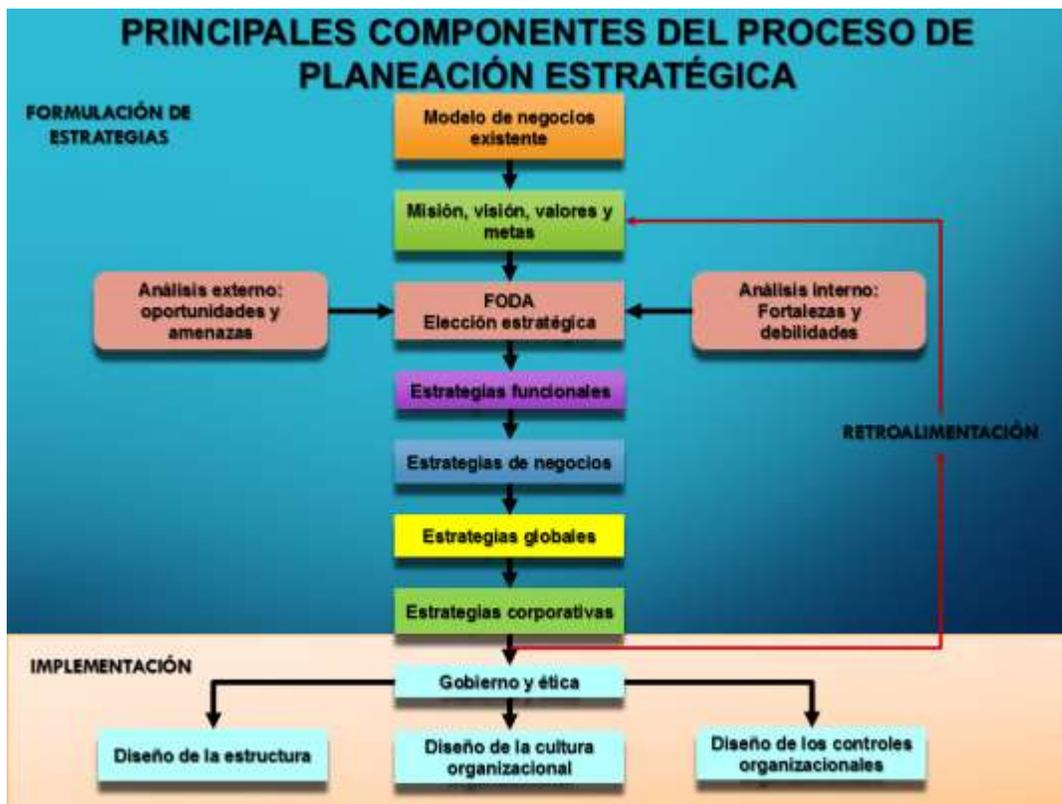 PRINCIPALES COMPONENTES DEL PROCESO DE
PLANEACIÓN ESTRATÉGICA
FORMULACIÓN DE
ESTRATEGIAS
Modelo de negocios
existente
Misión, visión, valores y
metas
Análisis externo:
oportunidades y
amenazas
FODA
Elección estratégica
Análisis interno:
Fortalezas y
debilidades
Estrategias funcionales
RETROALIMENTACIÓN
Estrategias de negocios
Estrategias globales
Estrategias corporativas
IMPLEMENTACIÓN
Gobierno y ética
Diseño de la estructura
Diseño de la cultura
organizacional
Diseño de los controles
organizacionales